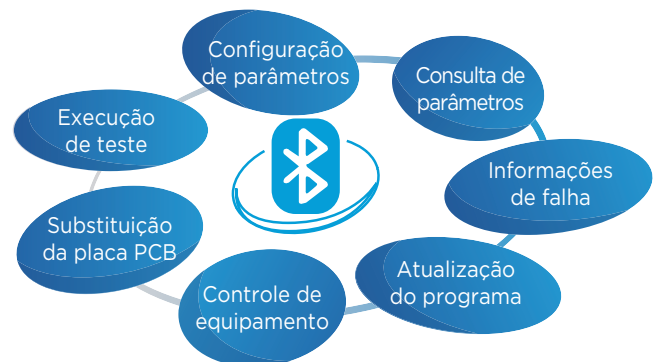 Configuração
de parâmetros
Consulta de
parâmetros
Informações
de falha
Atualização
do programa
Controle de
equipamento
Substituição
da placa PCB
Execução
de teste